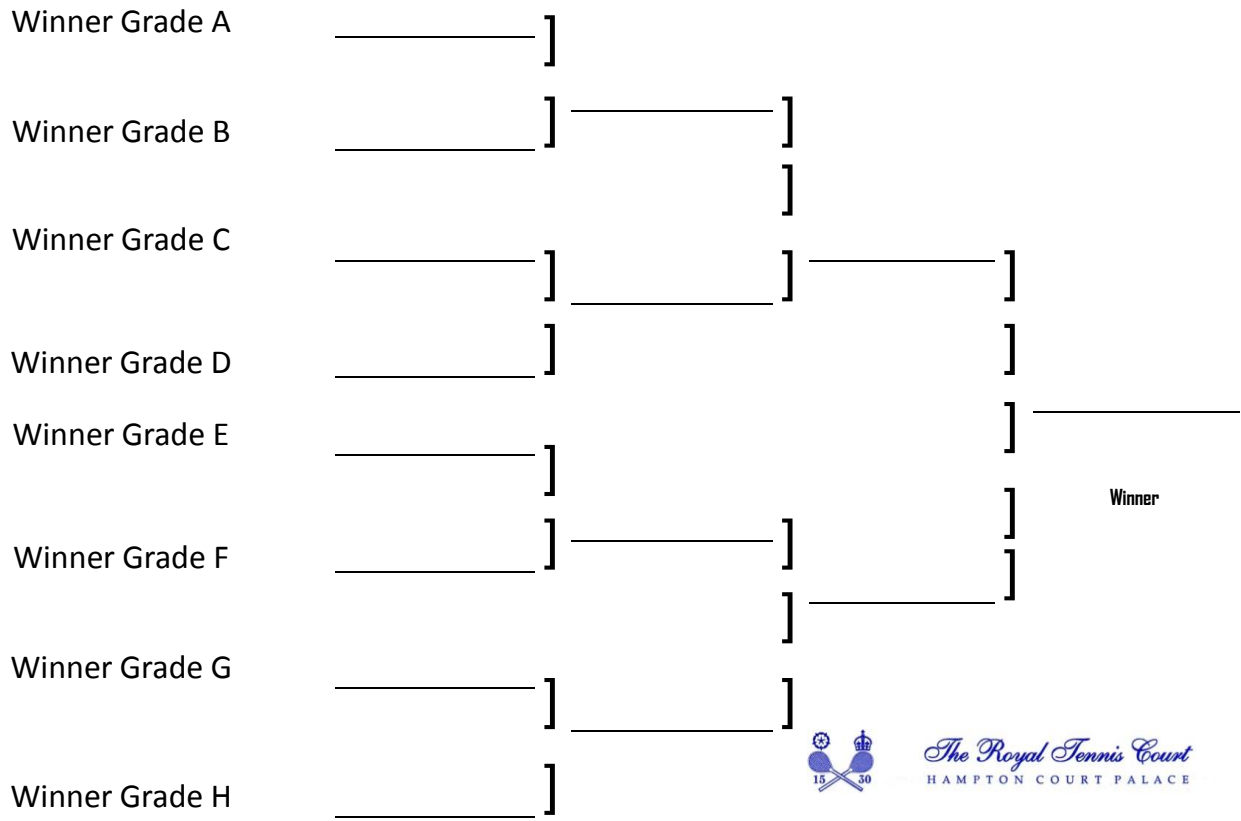 Winner Grade A
Winner Grade B
Winner Grade C
Winner Grade D
Winner Grade E
Winner Grade F
Winner Grade G
Winner Grade H
Winner
15 30
The Royal Tennis Court
HAMPTON COURT PALACE